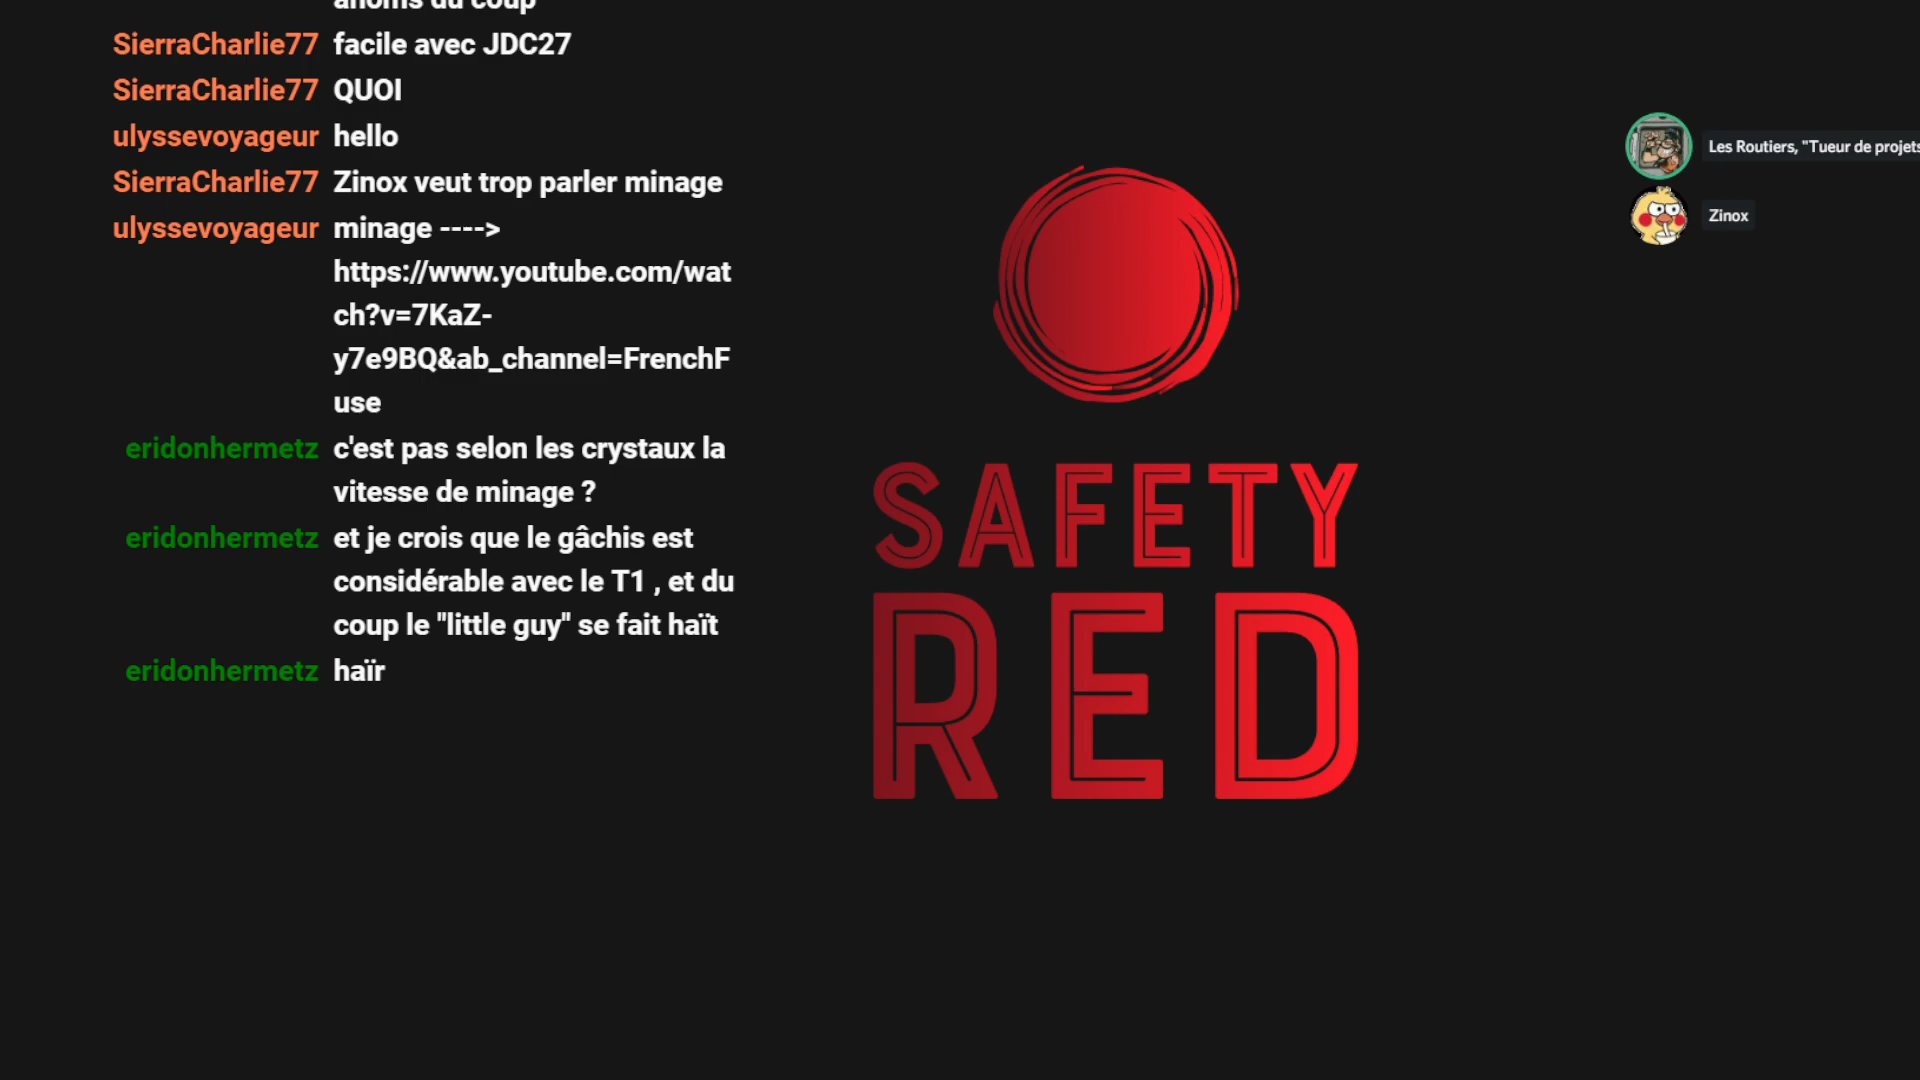 anoms du coup
SierraCharlie77 facile avec JDC27
SierraCharlie77 QUOI
ulyssevoyageur hello
SierraCharlie77 Zinox veut trop parler minage
ulyssevoyageur minage ---->
https://www.youtube.com/wat
ch?v=7KaZ-
y7e9BQ&ab_channel=FrenchF
use
eridonhermetz c'est pas selon les crystaux la
vitesse de minage ?
eridonhermetz et je crois que le gâchis est
considérable avec le T1 , et du
coup le "little guy" se fait haït
eridonhermetz haïr
SAFETY
RED
Les Routiers, "Tueur de projets
Zinox